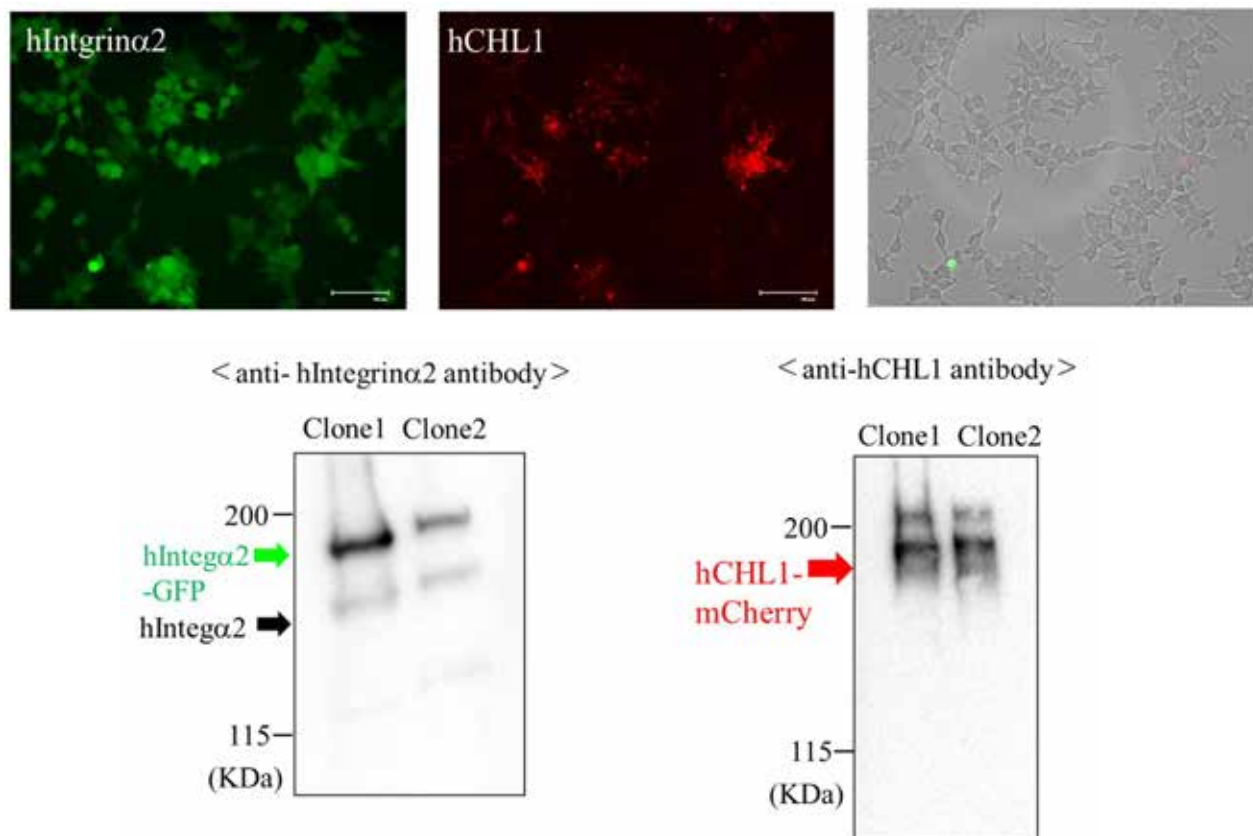 hIntgrinα2
hCHL1
< anti- hIntegrinα2 antibody >
< anti-hCHL1 antibody >
Clone1 Clone2
Clone1 Clone2
200
hIntegα2
-GFP
hIntegα2
115
(KDa)
200
hCHL1-
mCherry
115
(KDa)